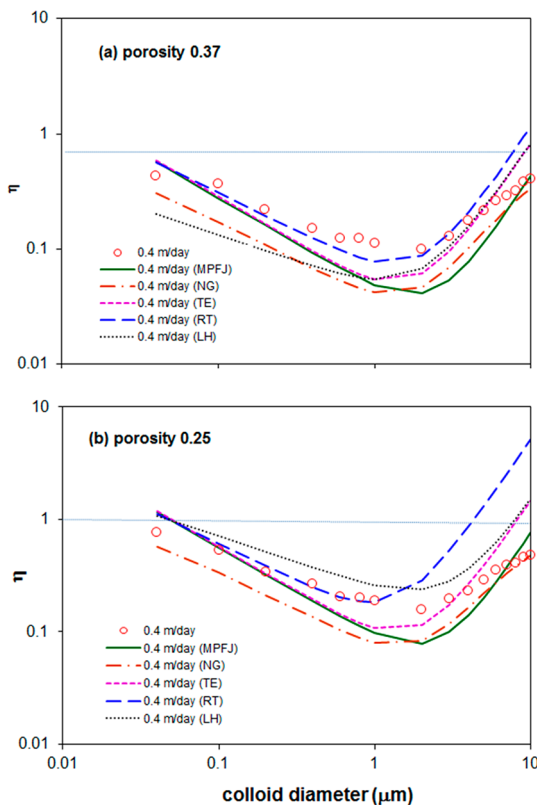 10
(a) porosity 0.37
1
η
0.1
0.4 m/day
0.4 m/day (MPFJ)
0.4 m/day (NG)
0.4 m/day (TE)
0.4 m/day (RT)
0.4 m/day (LH)
0.01
10
(b) porosity 0.25
1
η
0.1
0.4 m/day
0.4 m/day (MPFJ)
0.4 m/day (NG)
0.4 m/day (TE)
0.4 m/day (RT)
0.4 m/day (LH)
0.01
0.01 0.1 1 10
colloid diameter (μm)